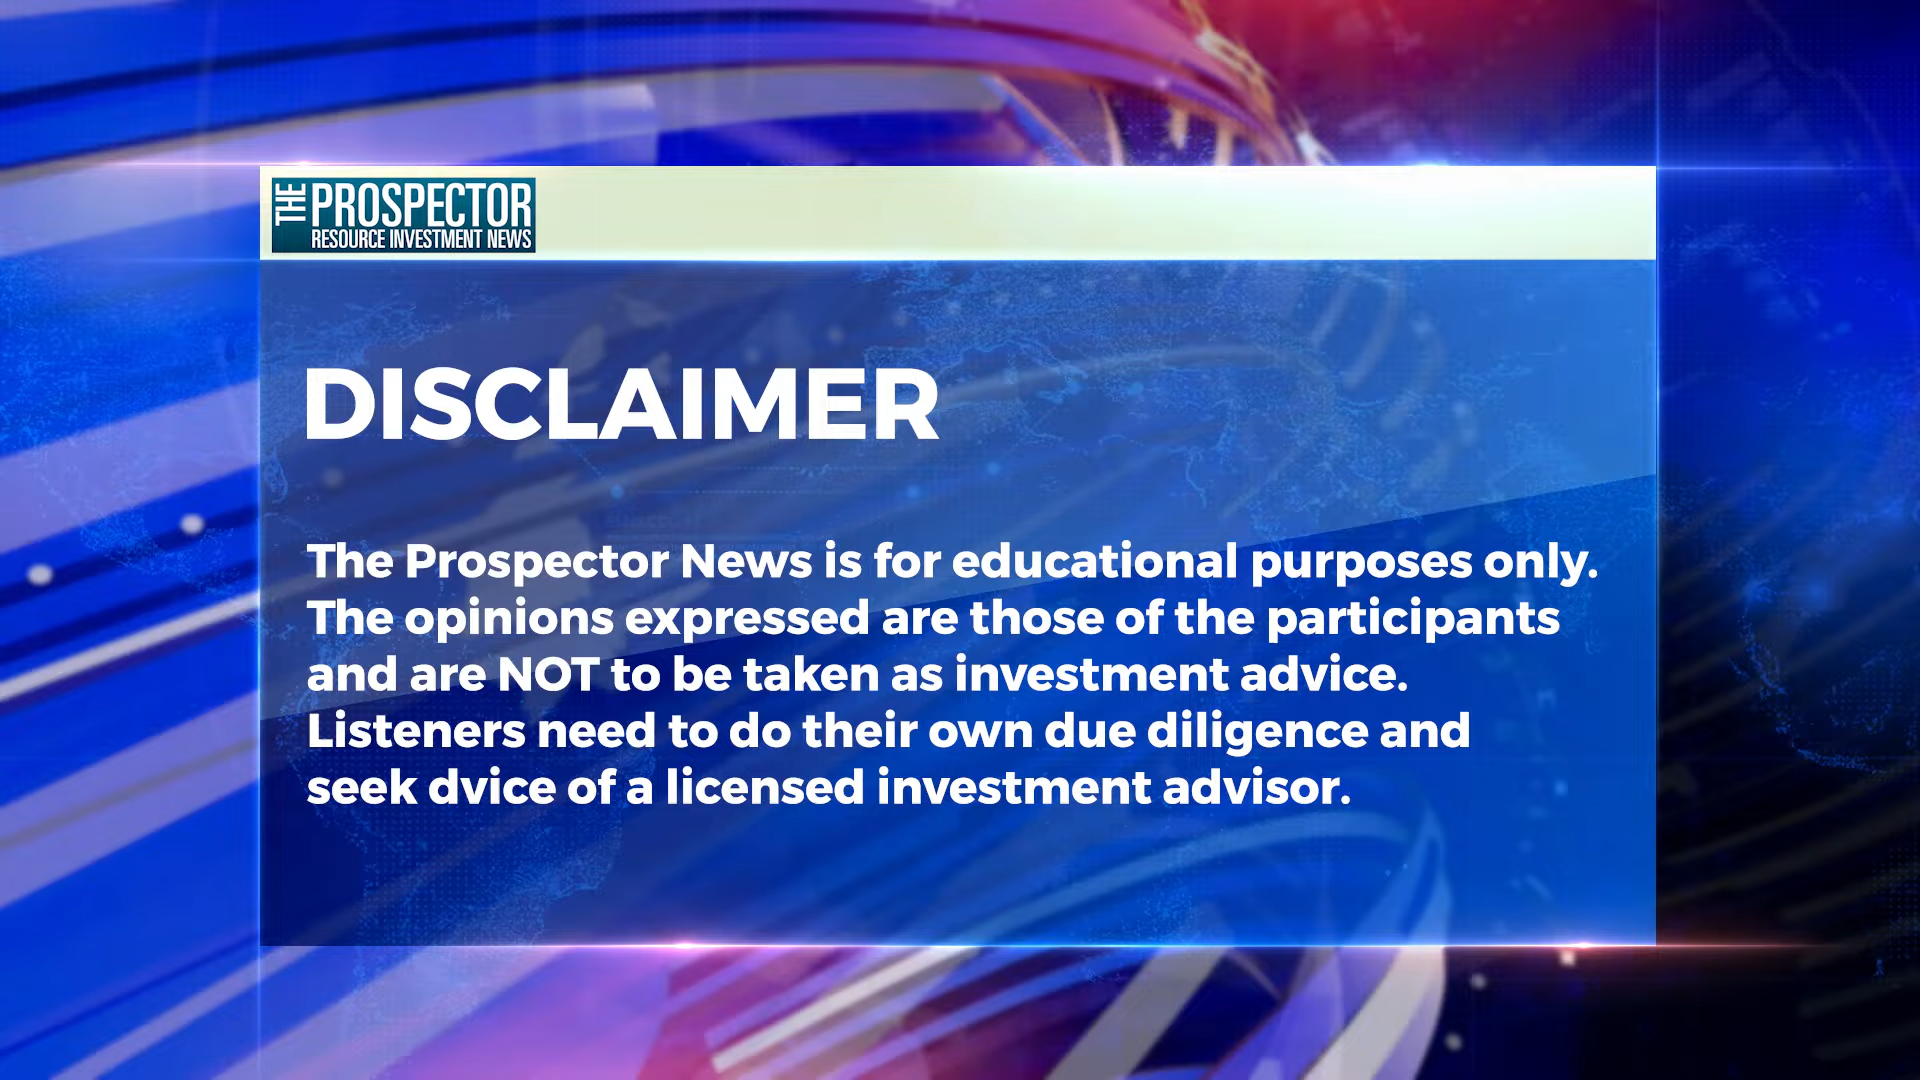 THE PROSPECTOR
RESOURCE INVESTMENT NEWS
DISCLAIMER
The Prospector News is for educational purposes only.
The opinions expressed are those of the participants
and are NOT to be taken as investment advice.
Listeners need to do their own due diligence and
seek dvice of a licensed investment advisor.